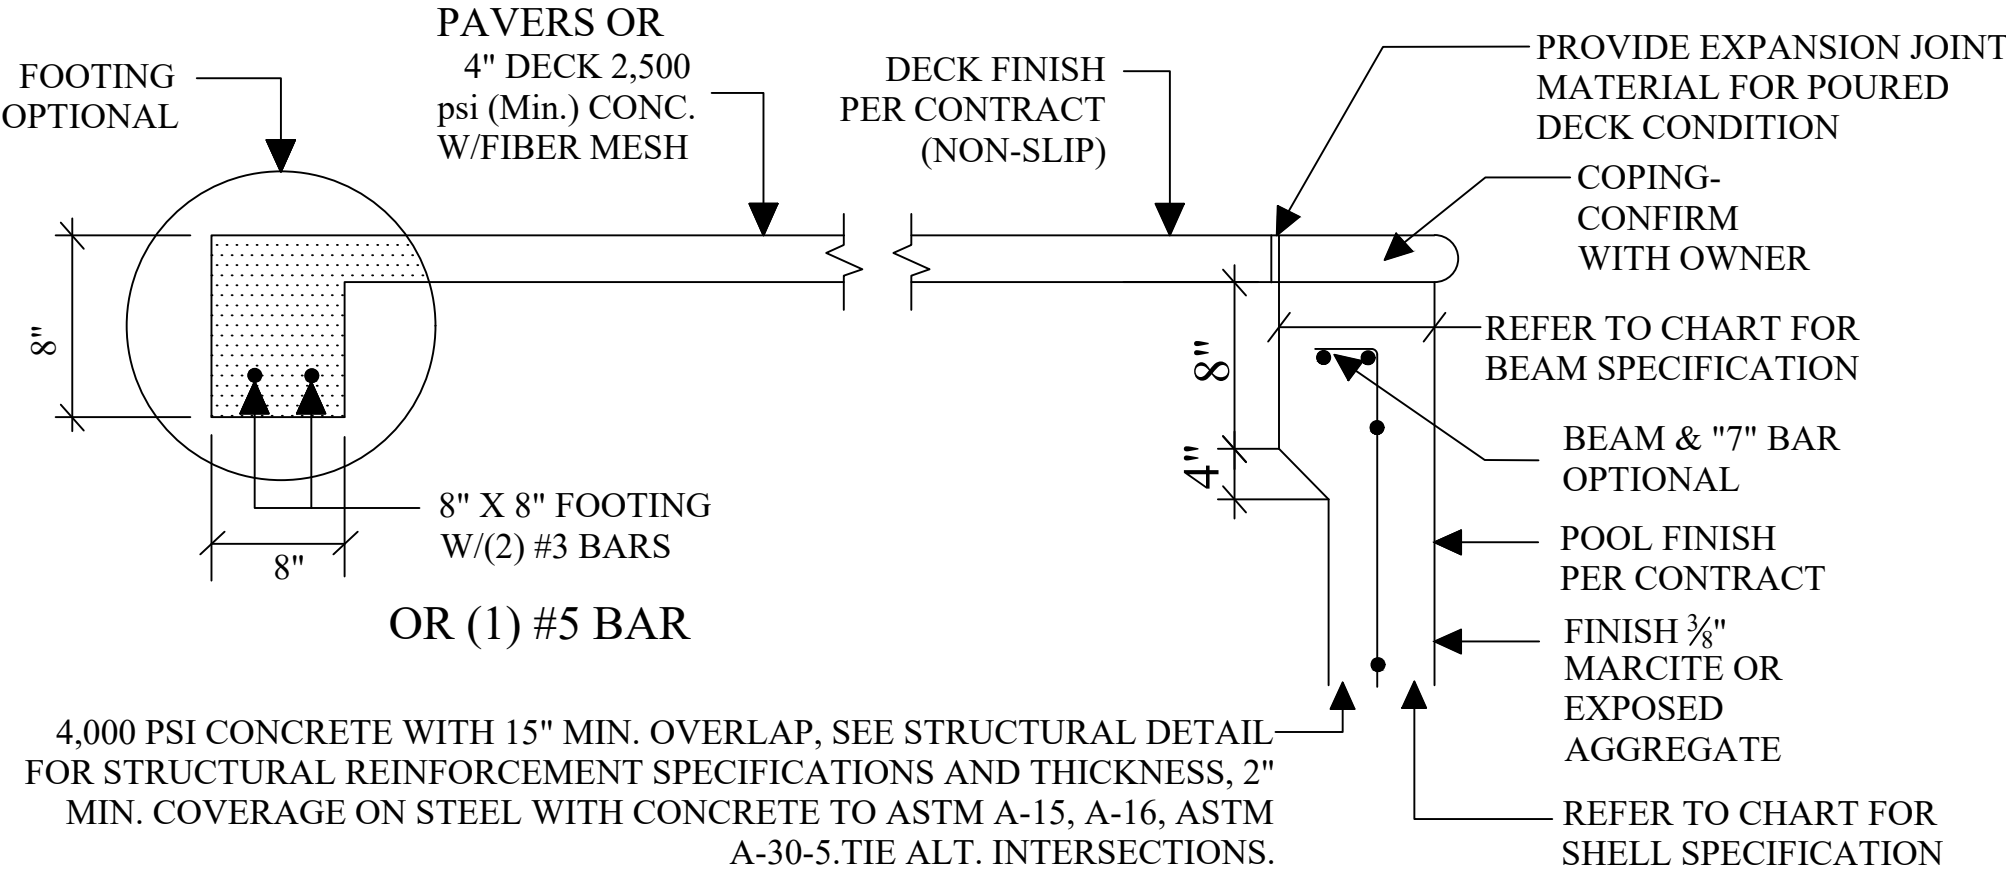 FOOTING
OPTIONAL
PAVERS OR
4" DECK 2,500
psi (Min.) CONC.
W/FIBER MESH
DECK FINISH
PER CONTRACT
(NON-SLIP)
PROVIDE EXPANSION JOINT
MATERIAL FOR POURED
DECK CONDITION
COPING-
CONFIRM
WITH OWNER
8"
8"
8" X 8" FOOTING
W/(2) #3 BARS
OR (1) #5 BAR
8"
4"
REFER TO CHART FOR
BEAM SPECIFICATION
BEAM & "7" BAR
OPTIONAL
POOL FINISH
PER CONTRACT
FINISH ⅜"
MARCITE OR
EXPOSED
AGGREGATE
REFER TO CHART FOR
SHELL SPECIFICATION
4,000 PSI CONCRETE WITH 15" MIN. OVERLAP, SEE STRUCTURAL DETAIL
FOR STRUCTURAL REINFORCEMENT SPECIFICATIONS AND THICKNESS, 2"
MIN. COVERAGE ON STEEL WITH CONCRETE TO ASTM A-15, A-16, ASTM
A-30-5.TIE ALT. INTERSECTIONS.